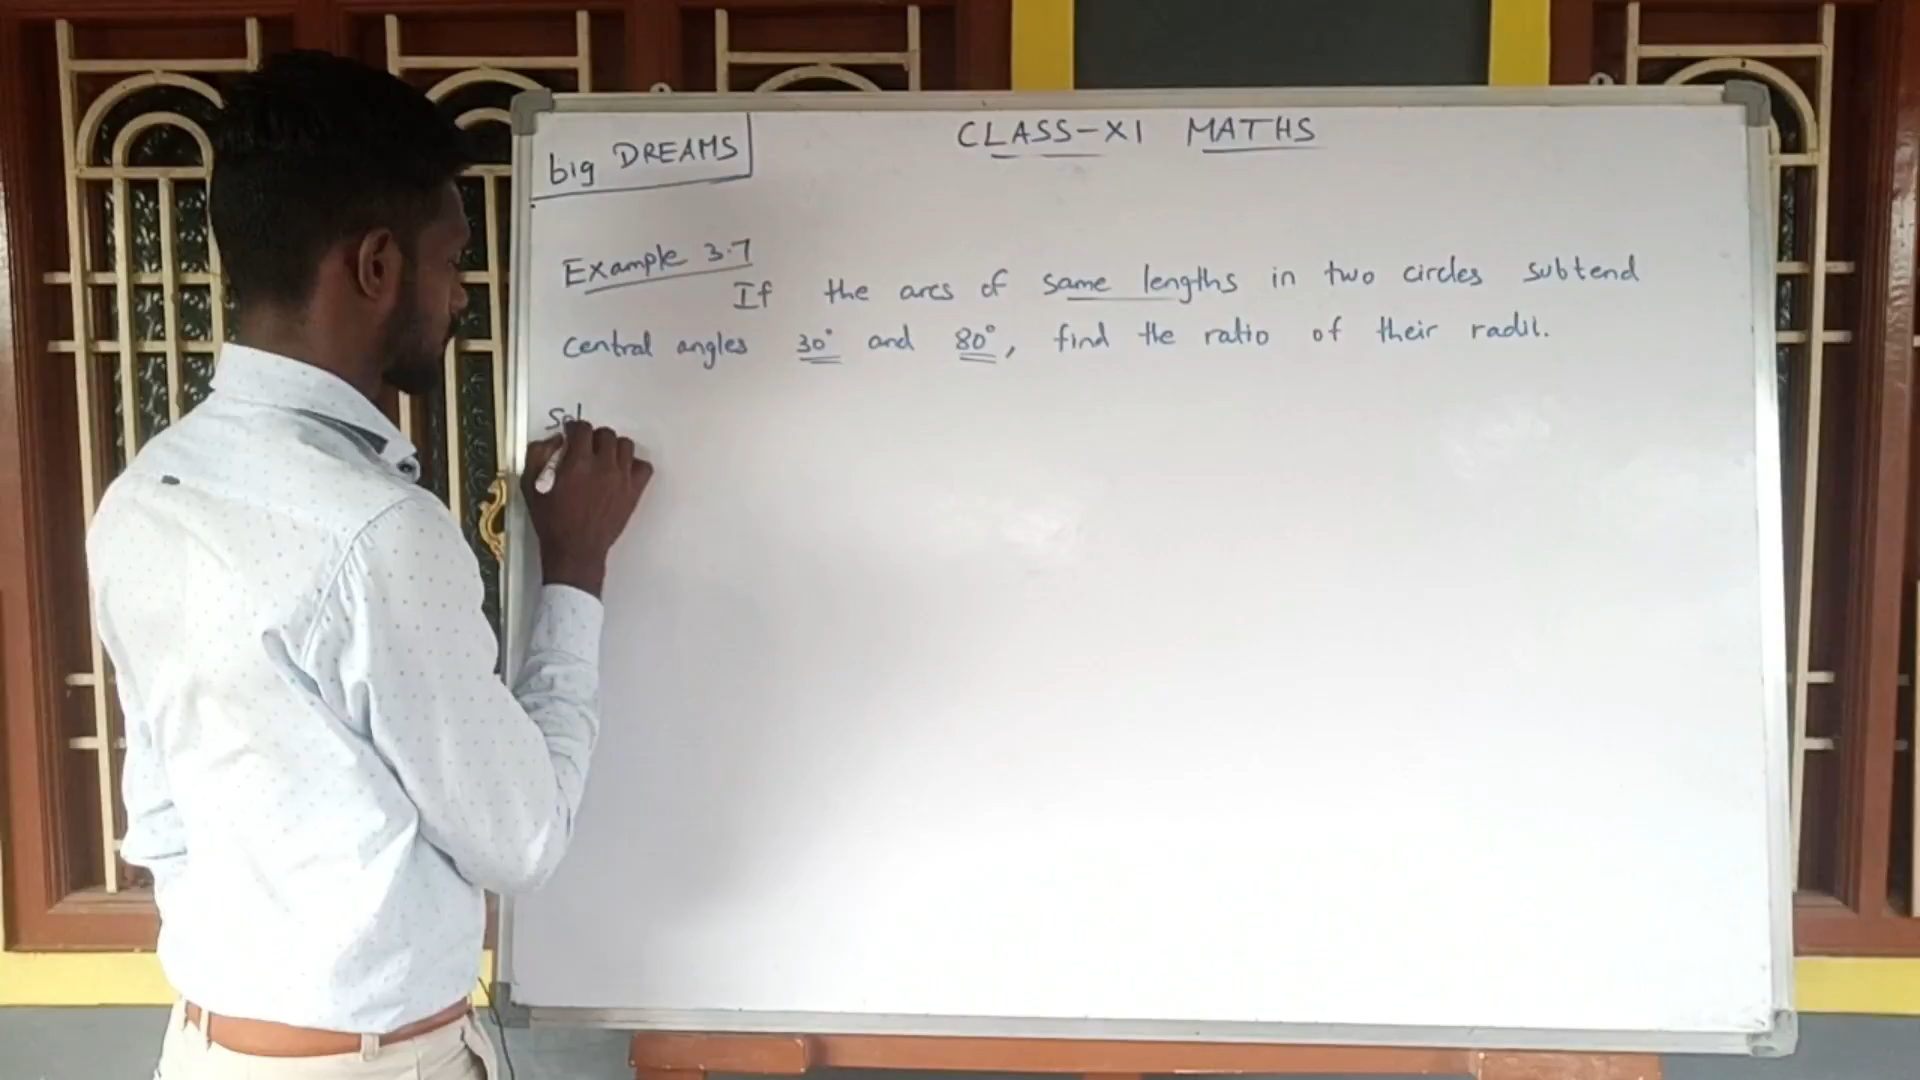 big DREAMS
CLASS-XI MATHS
Example 3.7
If the arcs of same lengths in two circles subtend
central angles 30° and 80°, find the ratio of their radii.
Sol